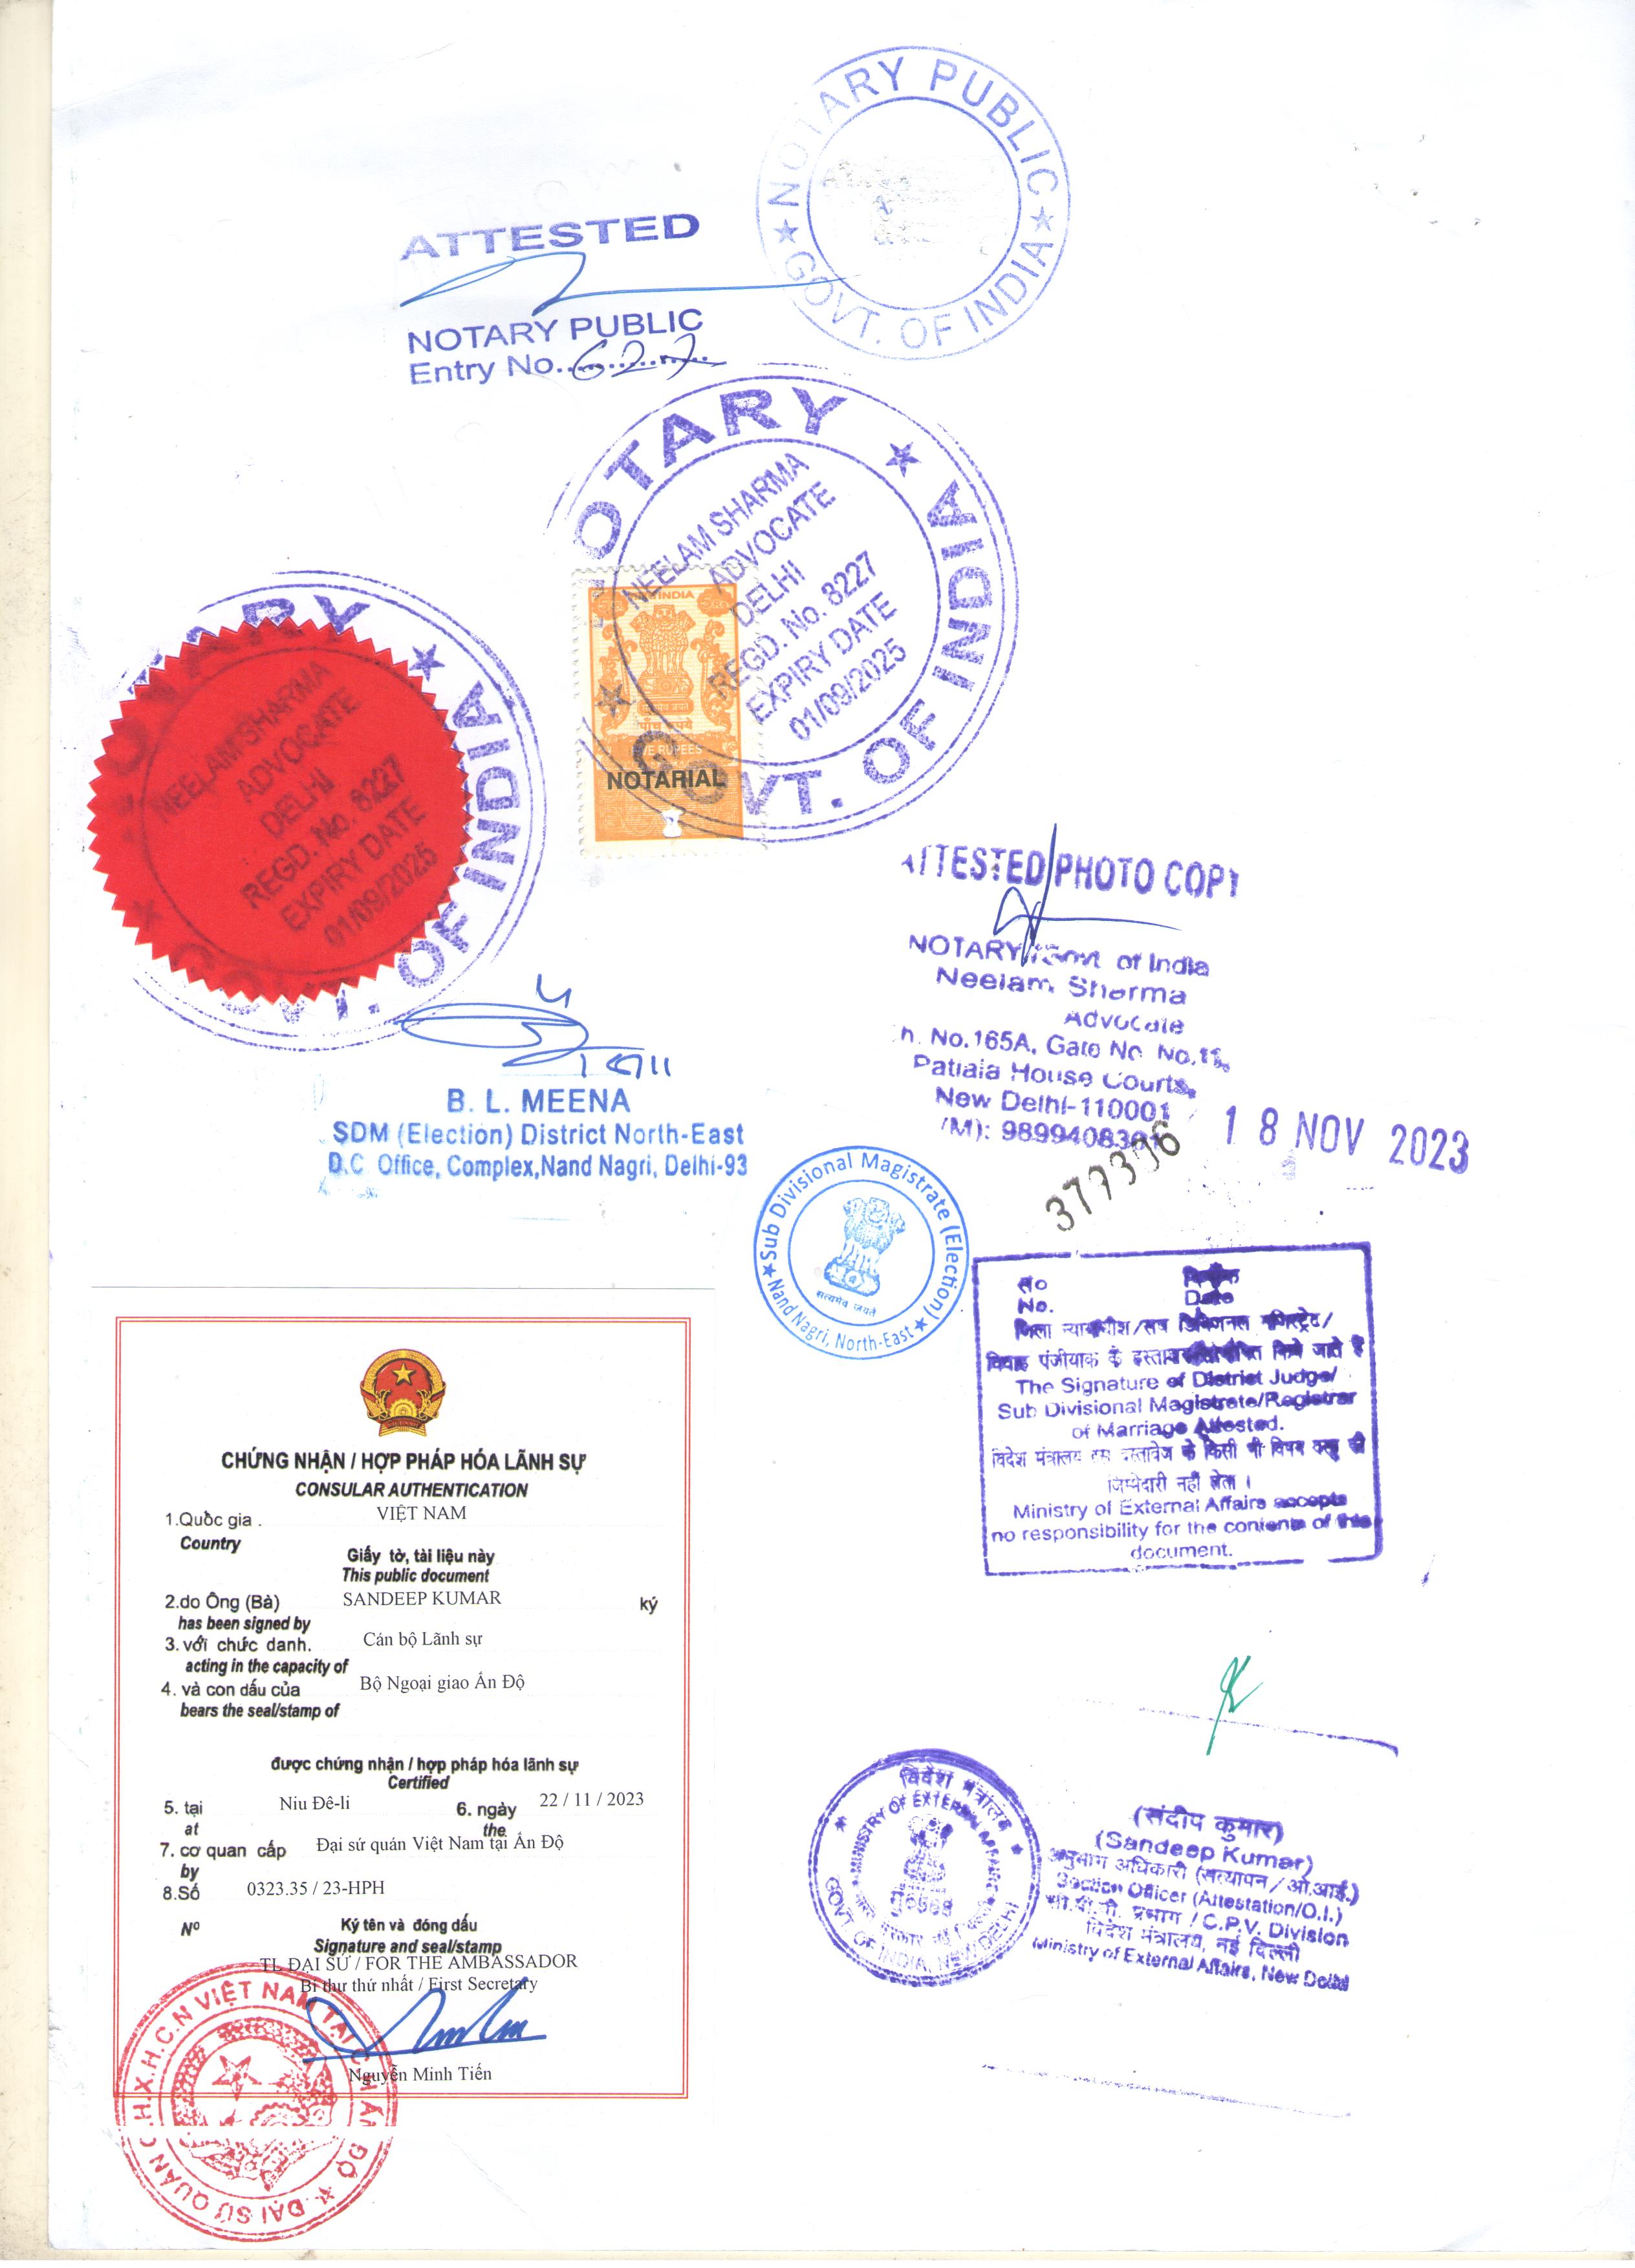 NOTARY PUBLIC
GOVT. OF INDIA
ATTESTED
NOTARY PUBLIC
Entry No. 627
NOTARY
GOVT. OF INDIA
NEELAM SHARMA
ADVOCATE
DELHI
REGD. No. 8227
EXPIRY DATE
01/09/2025
INDIA
पाँच रुपये
FIVE RUPEES
NOTARIAL
NOTARY
GOVT. OF INDIA
NEELAM SHARMA
ADVOCATE
DELHI
REGD. No. 8227
EXPIRY DATE
01/09/2025
ATTESTED PHOTO COPY
NOTARY Govt. of India
Neelam Sharma
Advocate
Ch. No.165A, Gate No. No.11,
Patiala House Courts,
New Delhi-110001
(M):
18 NOV 2023
B. L. MEENA
SDM (Election) District North-East
D.C Office, Complex,Nand Nagri, Delhi-93
Sub Divisional Magistrate (Election)
Nand Nagri, North-East
सत्यमेव जयते
सं०
No.
दिनांक
Date
जिला न्यायाधीश/सब डिविजनल मजिस्ट्रेट/
विवाह पंजीयाक के हस्ताक्षर किये जाते है
The Signature of District Judge/
Sub Divisional Magistrate/Registrar
of Marriage Attested.
विदेश मंत्रालय इस दस्तावेज के किसी भी विषय वस्तु की
जिम्मेदारी नहीं लेता ।
Ministry of External Affairs accepts
no responsibility for the contents of this
document.
CHỨNG NHẬN / HỢP PHÁP HÓA LÃNH SỰ
CONSULAR AUTHENTICATION
1.Quốc gia . VIỆT NAM
Country
Giấy tờ, tài liệu này
This public document
2.do Ông (Bà) SANDEEP KUMAR ký
has been signed by
3. với chức danh. Cán bộ Lãnh sự
acting in the capacity of
4. và con dấu của Bộ Ngoại giao Ấn Độ
bears the seal/stamp of
được chứng nhận / hợp pháp hóa lãnh sự
Certified
5. tại Niu Đê-li 6. ngày 22 / 11 / 2023
at the
7. cơ quan cấp Đại sứ quán Việt Nam tại Ấn Độ
by
8.Số 0323.35 / 23-HPH
Nº
Ký tên và đóng dấu
Signature and seal/stamp
TL ĐẠI SỨ / FOR THE AMBASSADOR
Bí thư thứ nhất / First Secretary
Nguyễn Minh Tiến
C.H.X.H.C.N VIỆT NAM TẠI C.H ẤN ĐỘ
ĐẠI SỨ QUÁN
विदेश मंत्रालय
MINISTRY OF EXTERNAL AFFAIRS
GOVT. OF INDIA, NEW DELHI
(संदीप कुमार)
(Sandeep Kumar)
अनुभाग अधिकारी (सत्यापन / ओ.आई.)
Section Officer (Attestation/O.I.)
सी.पी.वी. प्रभाग / C.P.V. Division
विदेश मंत्रालय, नई दिल्ली
Ministry of External Affairs, New Delhi